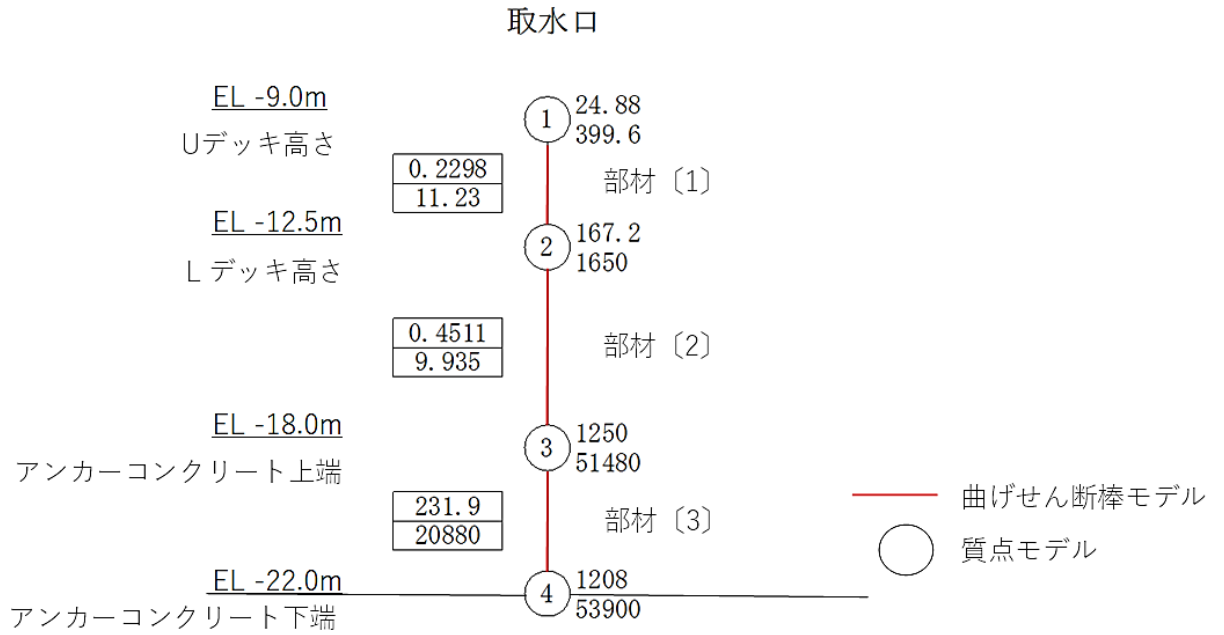 取水口
EL -9.0m
Uデッキ高さ
1
24.88
399.6
0.2298
11.23
部材〔1〕
EL -12.5m
Lデッキ高さ
2
167.2
1650
0.4511
9.935
部材〔2〕
EL -18.0m
アンカーコンクリート上端
3
1250
51480
231.9
20880
部材〔3〕
曲げせん断棒モデル
質点モデル
EL -22.0m
アンカーコンクリート下端
4
1208
53900